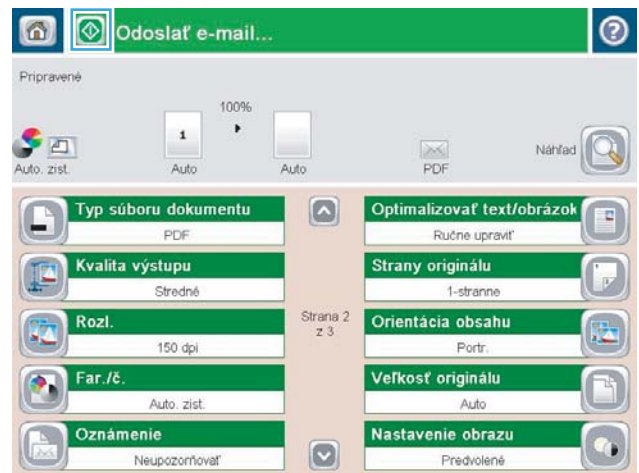 Odoslať e-mail...
Pripravené
100%
1
Auto. zist.
Auto
Auto
PDF
Náhľad
Typ súboru dokumentu
PDF
Kvalita výstupu
Stredné
Rozl.
150 dpi
Far./č.
Auto. zist.
Oznámenie
Neupozorňovať
Strana 2
z 3
Optimalizovať text/obrázok
Ručne upraviť
Strany originálu
1-stranne
Orientácia obsahu
Portr.
Veľkosť originálu
Auto
Nastavenie obrazu
Predvolené